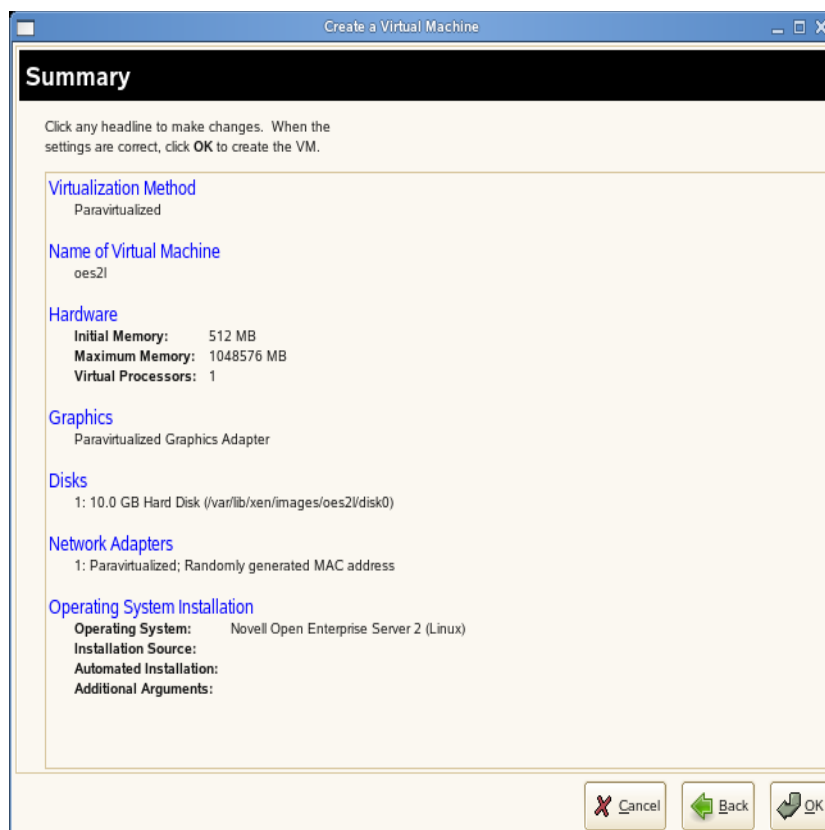 Create a Virtual Machine
Summary
Click any headline to make changes. When the
settings are correct, click OK to create the VM.
Virtualization Method
Paravirtualized
Name of Virtual Machine
oes2l
Hardware
Initial Memory: 512 MB
Maximum Memory: 1048576 MB
Virtual Processors: 1
Graphics
Paravirtualized Graphics Adapter
Disks
1: 10.0 GB Hard Disk (/var/lib/xen/images/oes2l/disk0)
Network Adapters
1: Paravirtualized; Randomly generated MAC address
Operating System Installation
Operating System: Novell Open Enterprise Server 2 (Linux)
Installation Source:
Automated Installation:
Additional Arguments:
Cancel Back OK